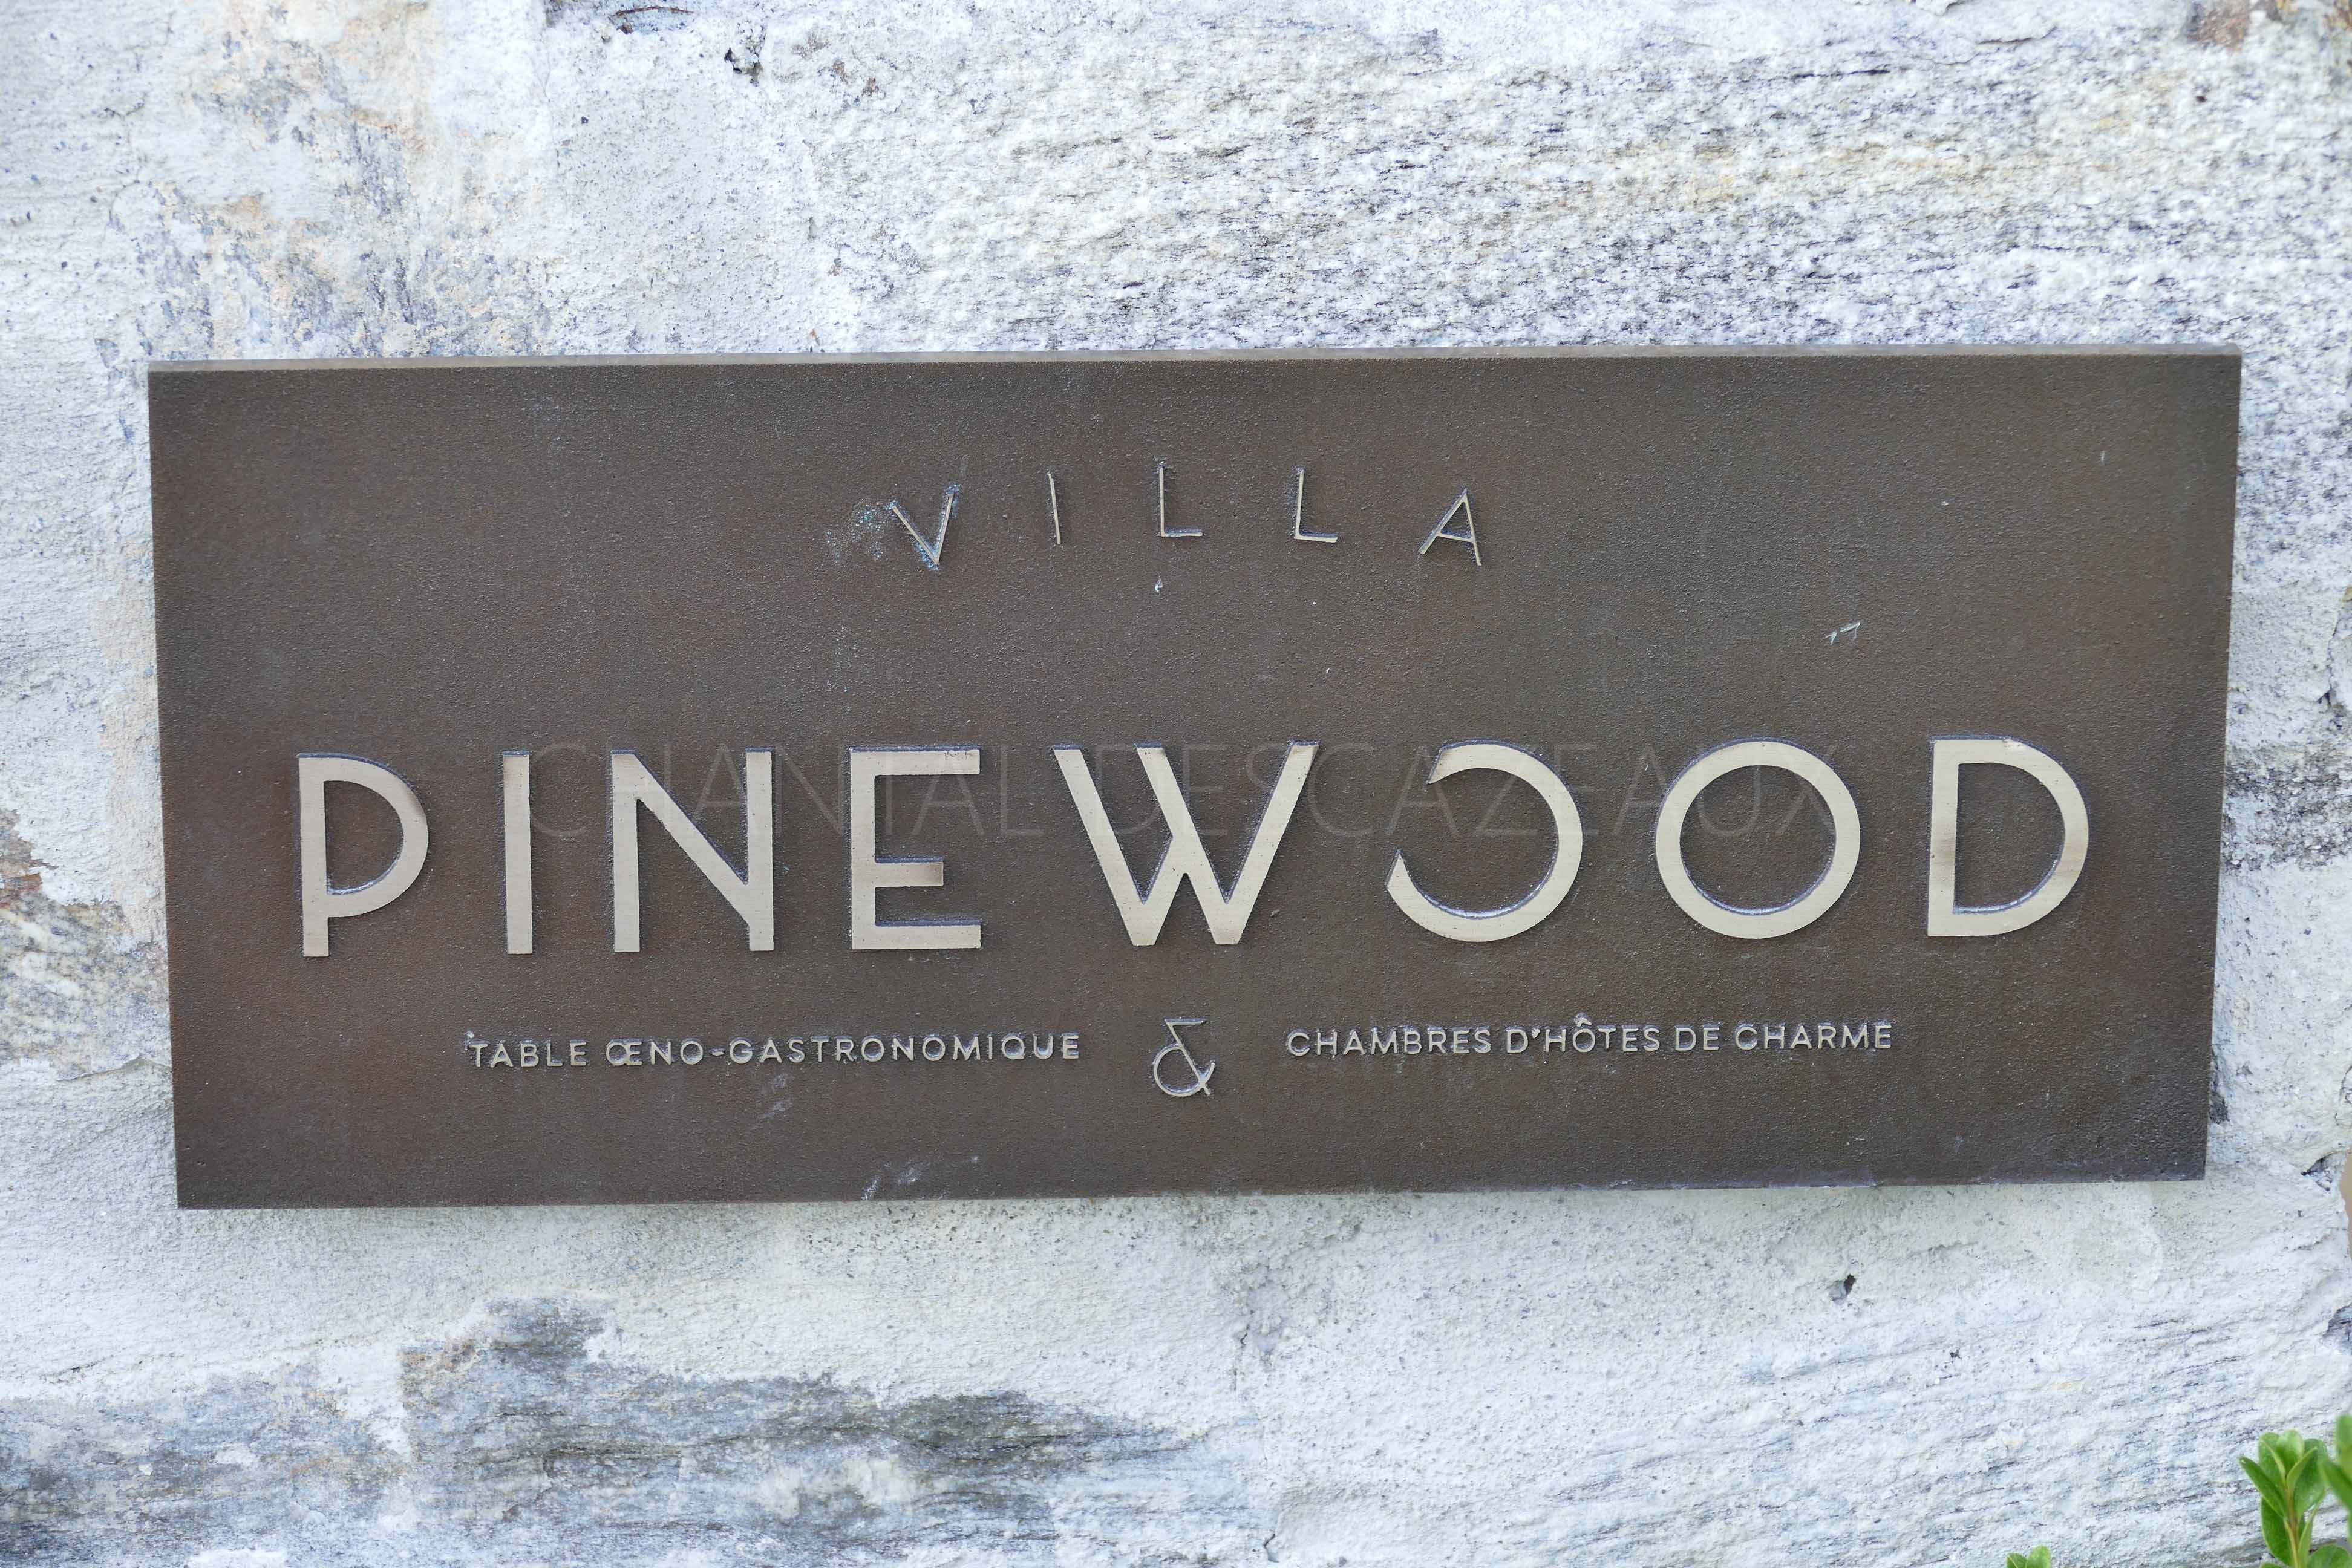 VILLA
PINEWOOD
CHANTAL DESCAZEAUX
TABLE ŒNO-GASTRONOMIQUE & CHAMBRES D'HÔTES DE CHARME